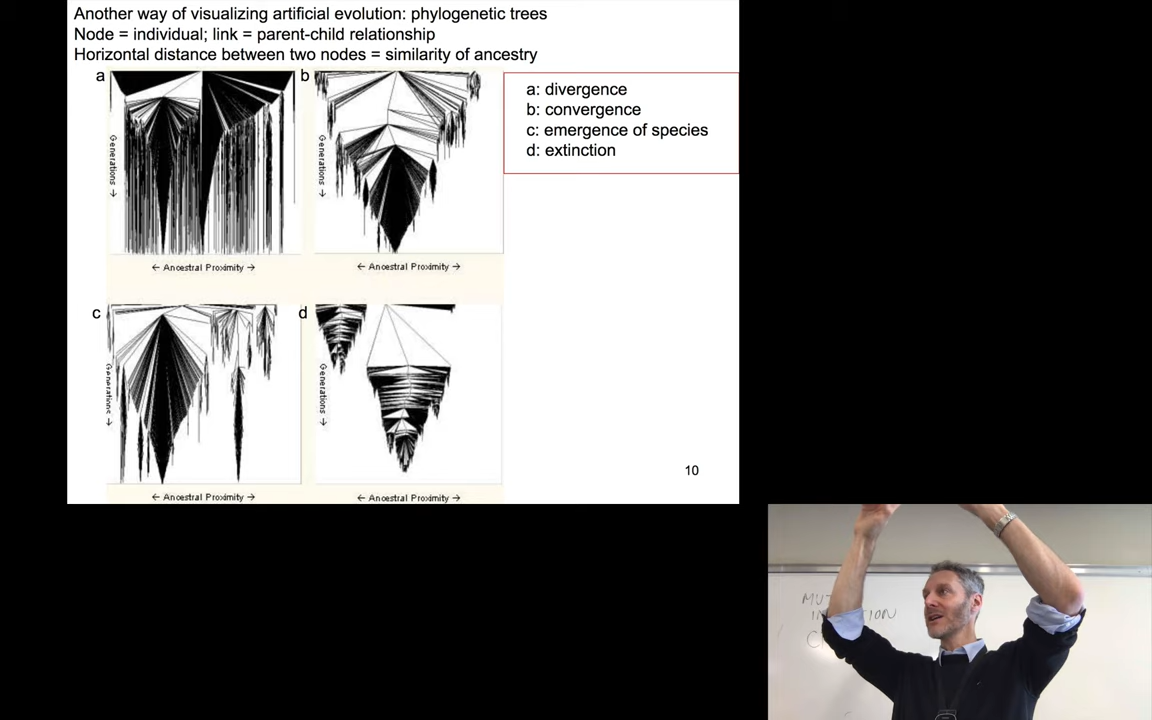 Another way of visualizing artificial evolution: phylogenetic trees
Node = individual; link = parent-child relationship
Horizontal distance between two nodes = similarity of ancestry
a
b
a: divergence
b: convergence
c: emergence of species
d: extinction
Generations →
Generations →
← Ancestral Proximity →
← Ancestral Proximity →
c
d
Generations →
Generations →
← Ancestral Proximity →
← Ancestral Proximity →
10